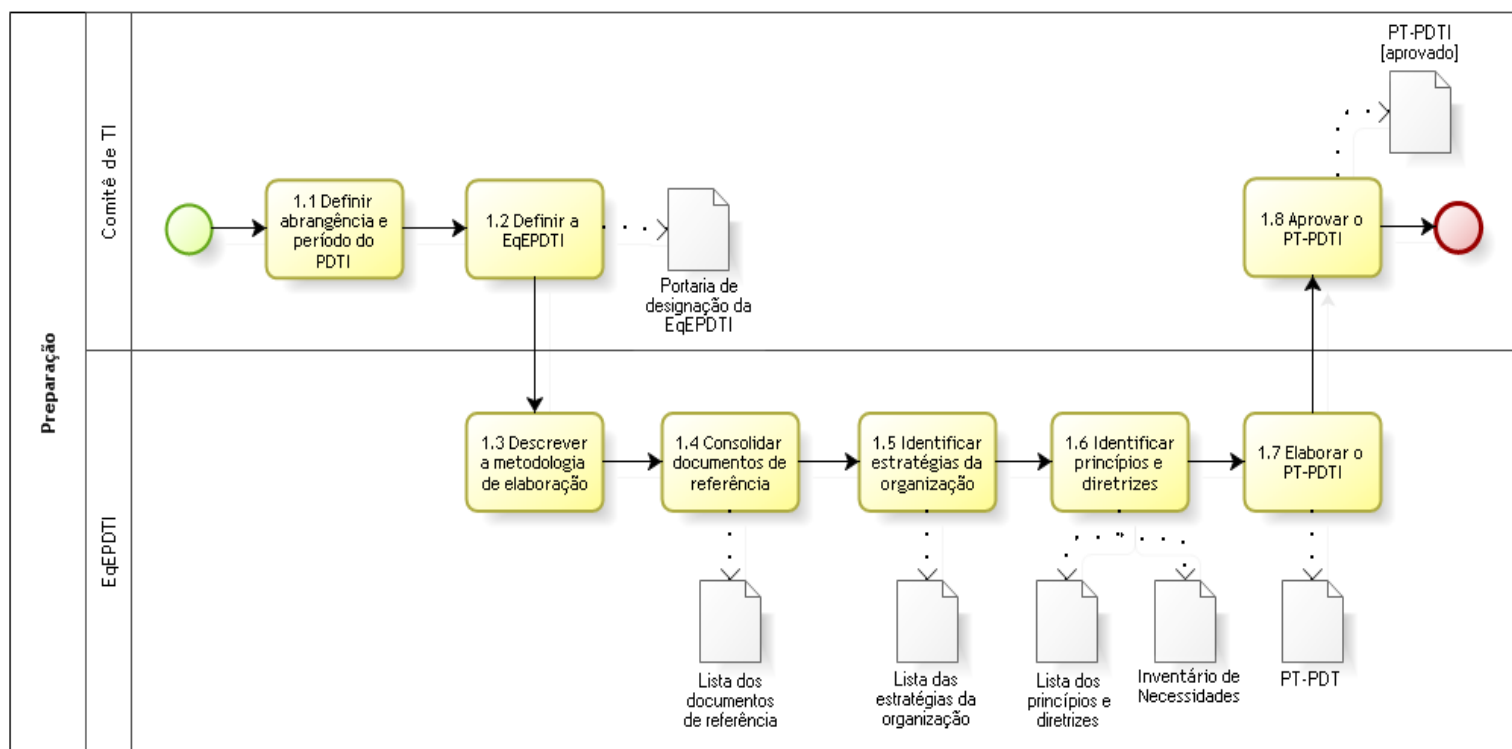 Preparação
Comitê de TI
1.1 Definir
abrangência e
período do
PDTI
1.2 Definir a
EqEPDTI
Portaria de
designação da
EqEPDTI
1.8 Aprovar o
PT-PDTI
PT-PDTI
[aprovado]
EqEPDTI
1.3 Descrever
a metodologia
de elaboração
1.4 Consolidar
documentos de
referência
1.5 Identificar
estratégias da
organização
1.6 Identificar
princípios e
diretrizes
1.7 Elaborar o
PT-PDTI
Lista dos
documentos
de referência
Lista das
estratégias da
organização
Lista dos
princípios e
diretrizes
Inventário de
Necessidades
PT-PDT